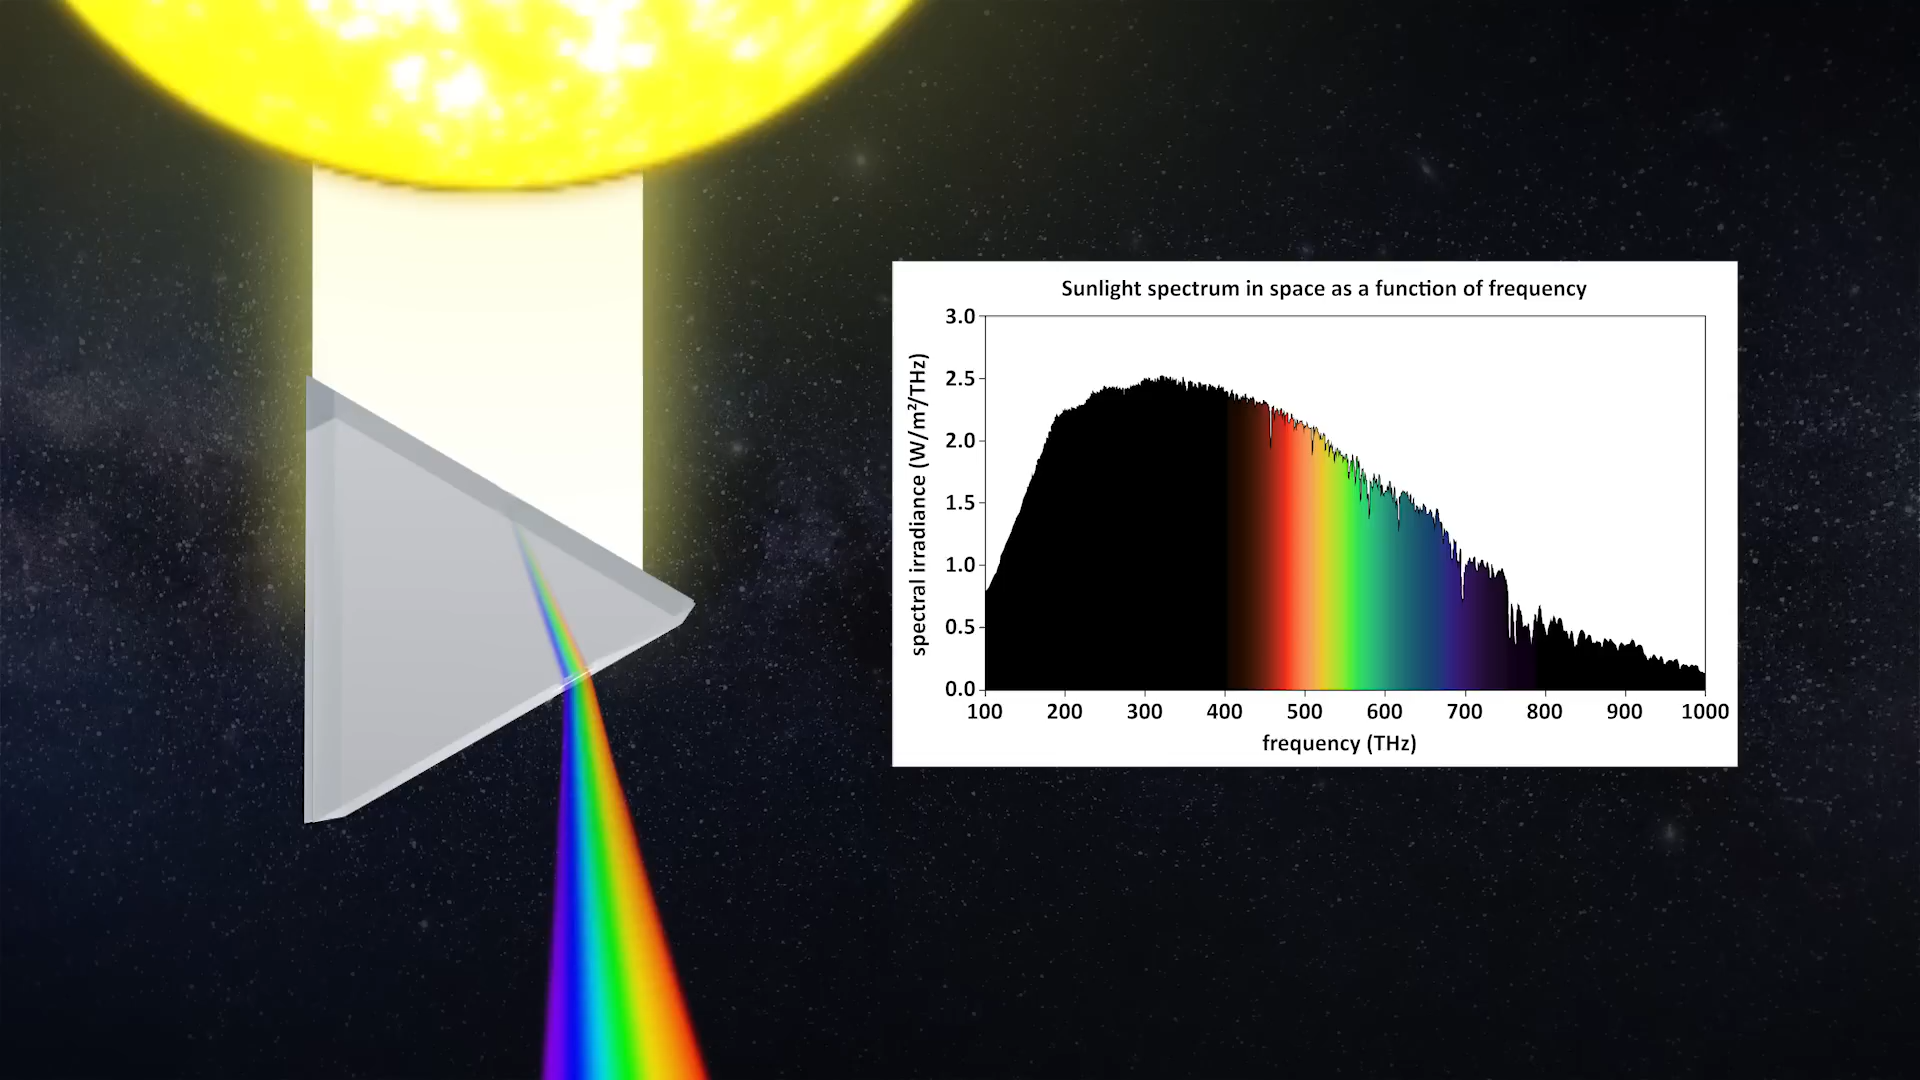 Sunlight spectrum in space as a function of frequency
spectral irradiance (W/m²/THz)
3.0
2.5
2.0
1.5
1.0
0.5
0.0
100 200 300 400 500 600 700 800 900 1000
frequency (THz)